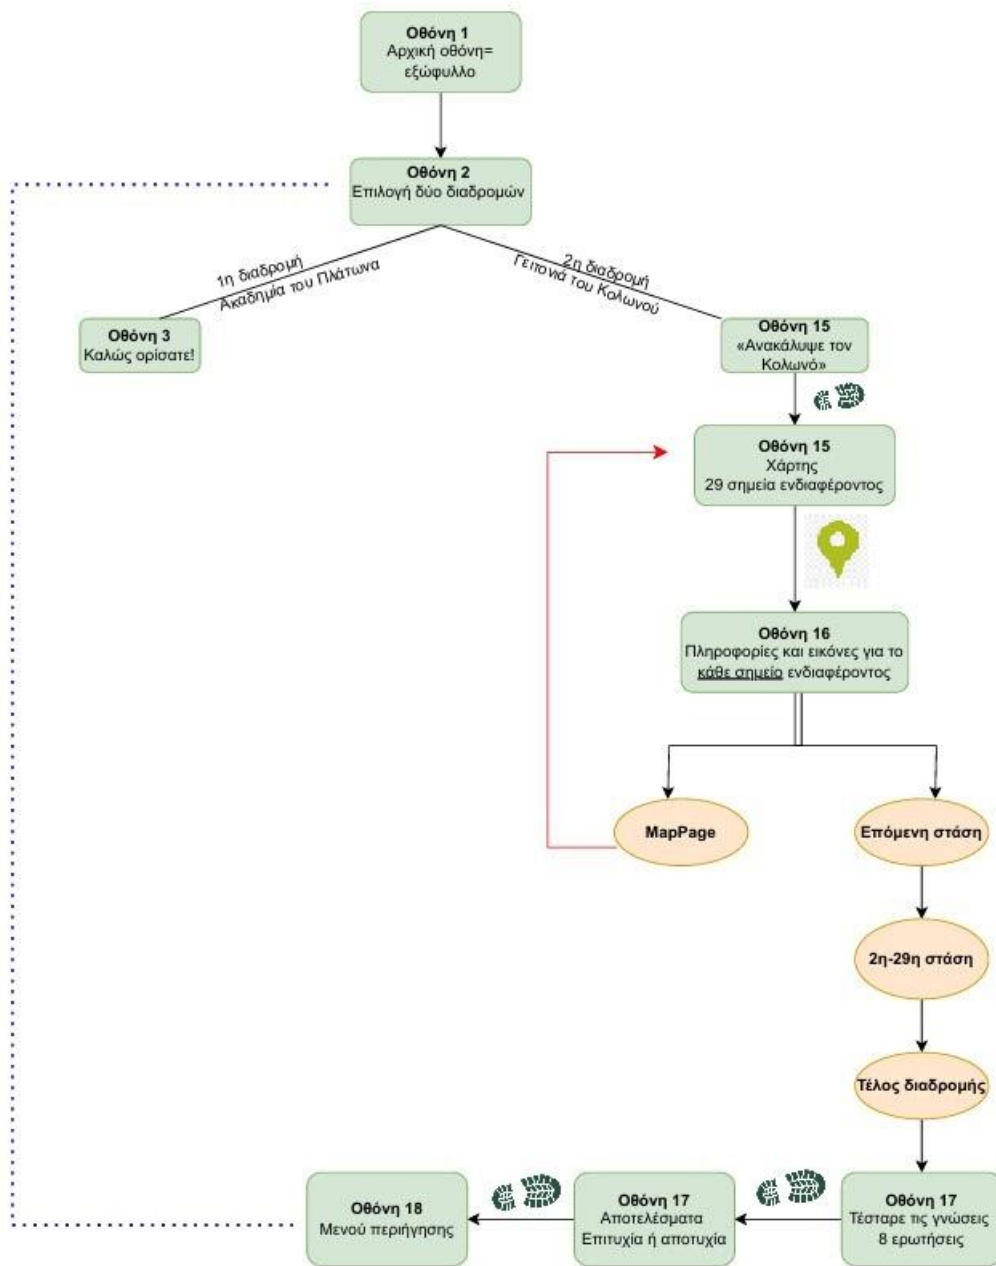 Οθόνη 1
Αρχική οθόνη=
εξώφυλλο
Οθόνη 2
Επιλογή δύο διαδρομών
1η διαδρομή
Ακαδημία του Πλάτωνα
2η διαδρομή
Γειτονιά του Κολωνού
Οθόνη 3
Καλώς ορίσατε!
Οθόνη 15
«Ανακάλυψε τον
Κολωνό»
Οθόνη 15
Χάρτης
29 σημεία ενδιαφέροντος
Οθόνη 16
Πληροφορίες και εικόνες για το
κάθε σημείο ενδιαφέροντος
MapPage
Επόμενη στάση
2η-29η στάση
Τέλος διαδρομής
Οθόνη 18
Μενού περιήγησης
Οθόνη 17
Αποτελέσματα
Επιτυχία ή αποτυχία
Οθόνη 17
Τέσταρε τις γνώσεις
8 ερωτήσεις